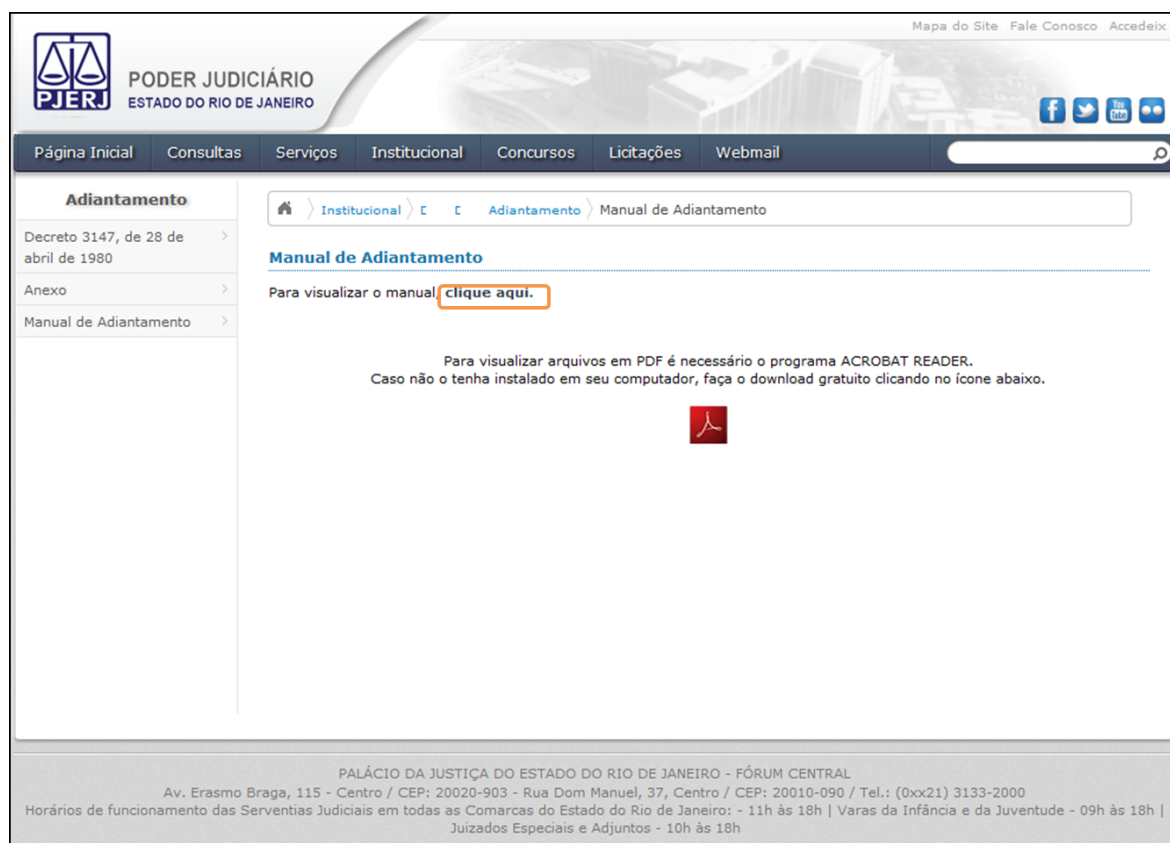 Mapa do Site Fale Conosco Accedeix
PJERJ
PODER JUDICIÁRIO
ESTADO DO RIO DE JANEIRO
You Tube
Página Inicial Consultas Serviços Institucional Concursos Licitações Webmail
Adiantamento
Decreto 3147, de 28 de
abril de 1980
Anexo
Manual de Adiantamento
Institucional Adiantamento Manual de Adiantamento
Manual de Adiantamento
Para visualizar o manual, clique aqui.
Para visualizar arquivos em PDF é necessário o programa ACROBAT READER.
Caso não o tenha instalado em seu computador, faça o download gratuito clicando no ícone abaixo.
PALÁCIO DA JUSTIÇA DO ESTADO DO RIO DE JANEIRO - FÓRUM CENTRAL
Av. Erasmo Braga, 115 - Centro / CEP: 20020-903 - Rua Dom Manuel, 37, Centro / CEP: 20010-090 / Tel.: (0xx21) 3133-2000
Horários de funcionamento das Serventias Judiciais em todas as Comarcas do Estado do Rio de Janeiro: - 11h às 18h | Varas da Infância e da Juventude - 09h às 18h |
Juizados Especiais e Adjuntos - 10h às 18h